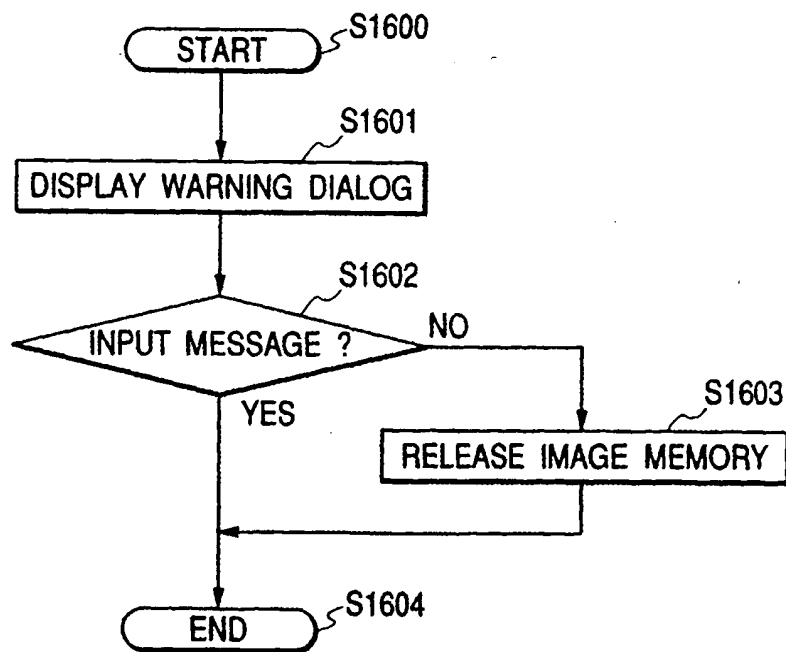 START
S1600
S1601
DISPLAY WARNING DIALOG
S1602
INPUT MESSAGE ?
NO
YES
S1603
RELEASE IMAGE MEMORY
S1604
END